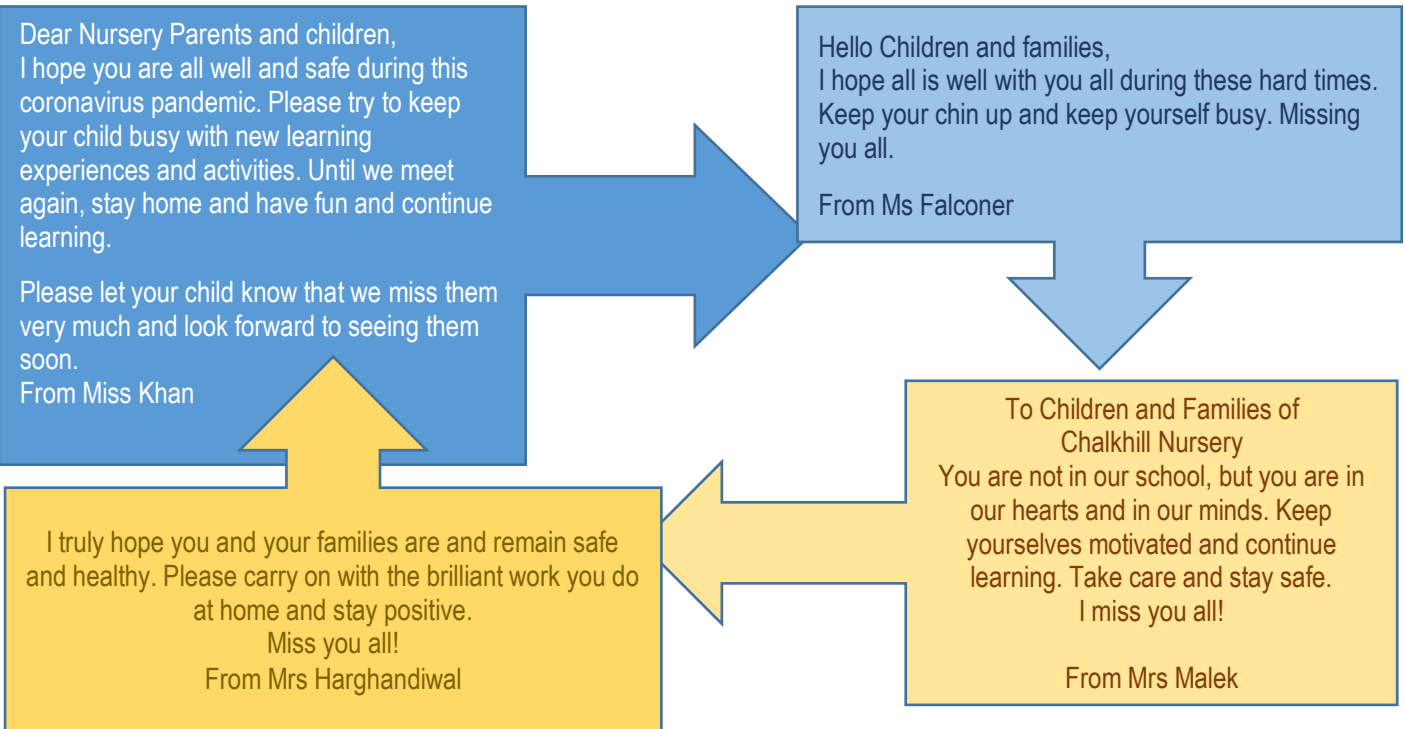 Dear Nursery Parents and children,
I hope you are all well and safe during this
coronavirus pandemic. Please try to keep
your child busy with new learning
experiences and activities. Until we meet
again, stay home and have fun and continue
learning.
Please let your child know that we miss them
very much and look forward to seeing them
soon.
From Miss Khan
Hello Children and families,
I hope all is well with you all during these hard times.
Keep your chin up and keep yourself busy. Missing
you all.
From Ms Falconer
To Children and Families of
Chalkhill Nursery
You are not in our school, but you are in
our hearts and in our minds. Keep
yourselves motivated and continue
learning. Take care and stay safe.
I miss you all!
From Mrs Malek
I truly hope you and your families are and remain safe
and healthy. Please carry on with the brilliant work you do
at home and stay positive.
Miss you all!
From Mrs Harghandiwal